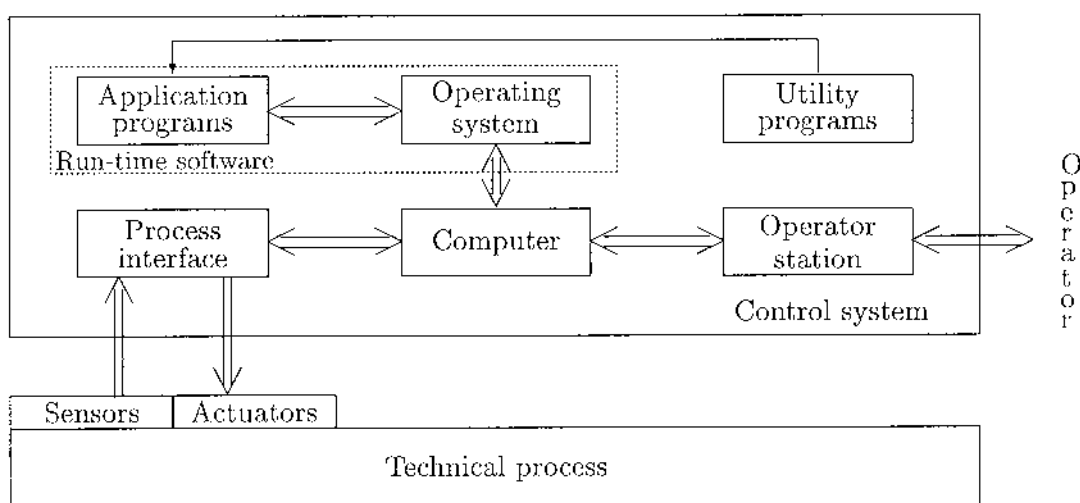 Application
programs
Operating
system
Utility
programs
Run-time software
Process
interface
Computer
Operator
station
Operator
Control system
Sensors
Actuators
Technical process